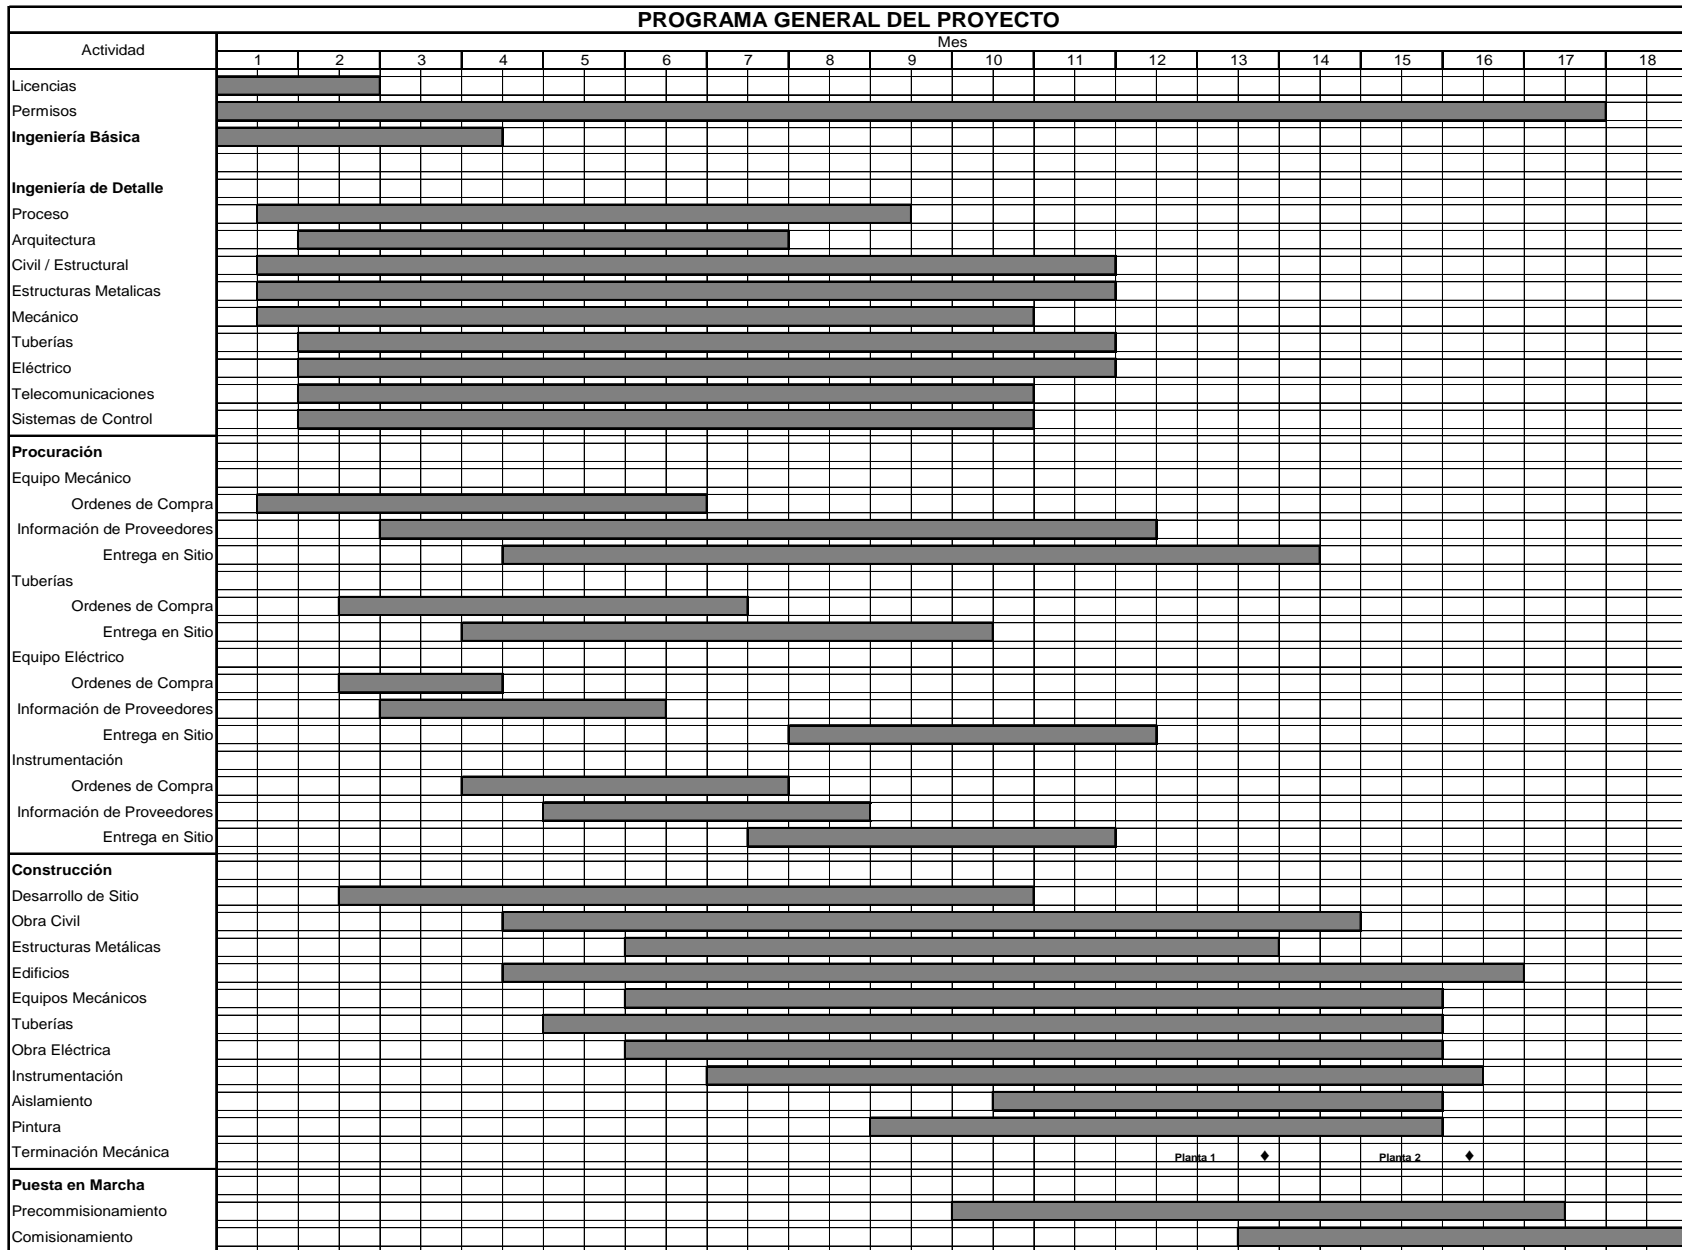 PROGRAMA GENERAL DEL PROYECTO
Actividad
Mes
1 2 3 4 5 6 7 8 9 10 11 12 13 14 15 16 17 18
Licencias
Permisos
Ingeniería Básica
Ingeniería de Detalle
Proceso
Arquitectura
Civil / Estructural
Estructuras Metalicas
Mecánico
Tuberías
Eléctrico
Telecomunicaciones
Sistemas de Control
Procuración
Equipo Mecánico
Ordenes de Compra
Información de Proveedores
Entrega en Sitio
Tuberías
Ordenes de Compra
Entrega en Sitio
Equipo Eléctrico
Ordenes de Compra
Información de Proveedores
Entrega en Sitio
Instrumentación
Ordenes de Compra
Información de Proveedores
Entrega en Sitio
Construcción
Desarrollo de Sitio
Obra Civil
Estructuras Metálicas
Edificios
Equipos Mecánicos
Tuberías
Obra Eléctrica
Instrumentación
Aislamiento
Pintura
Terminación Mecánica Planta 1 ♦ Planta 2 ♦
Puesta en Marcha
Precommisionamiento
Comisionamiento